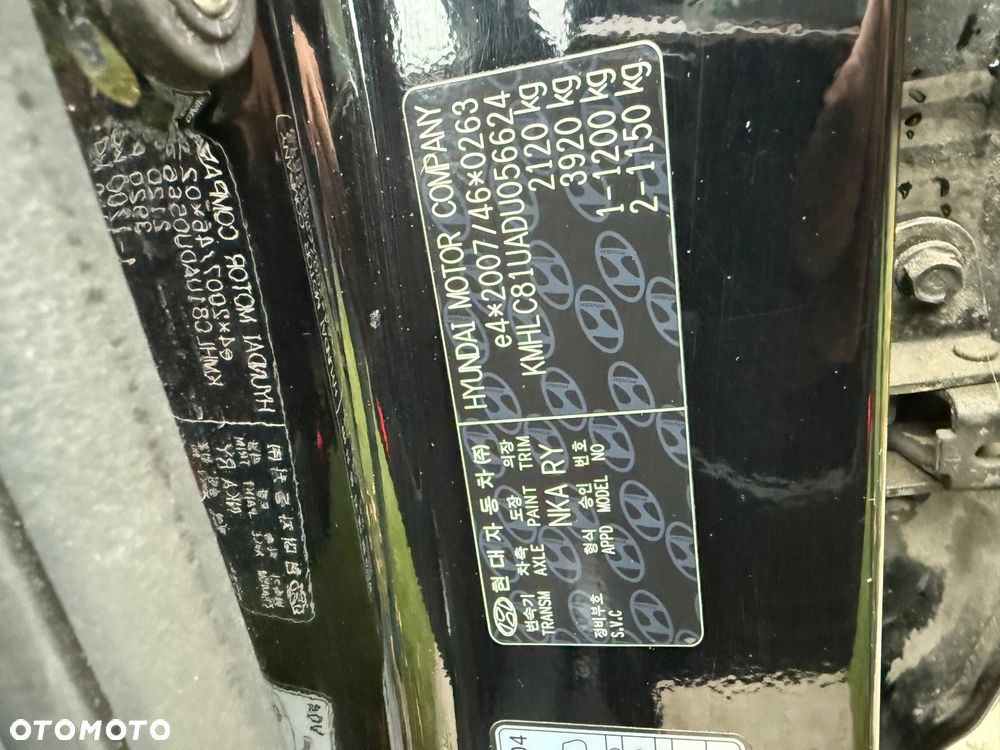 HYUNDAI MOTOR COMPANY
e4*2007/46*0263
KMHLC81UADU056624
2120 kg
3920 kg
1-1200 kg
2-1150 kg
현대자동차(주)
변속기 차축 도장 의장
TRANSM AXLE PAINT TRIM
NKA RY
형식 승인 번호
APPD MODEL NO
정비부호
S.V.C
04
OTOMOTO